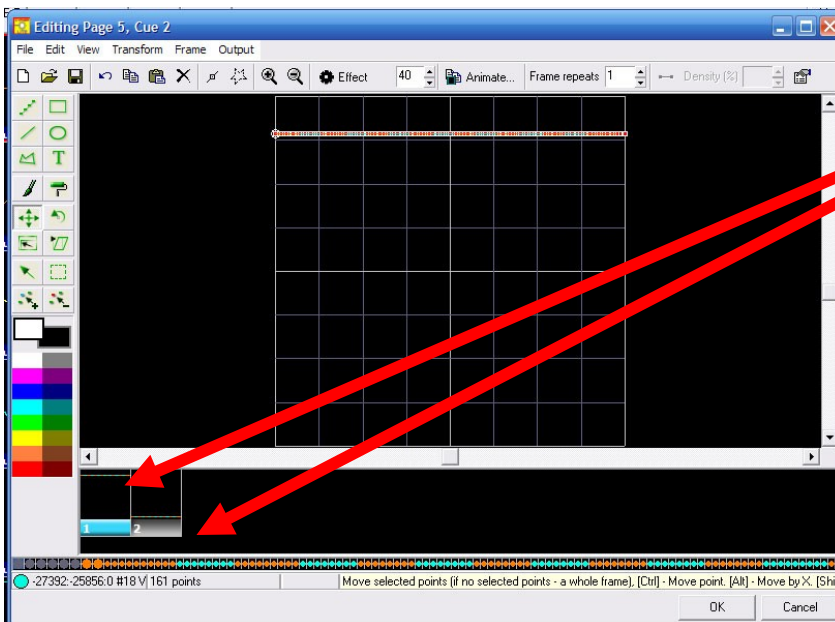 Editing Page 5, Cue 2
File Edit View Transform Frame Output
Effect 40 Animate... Frame repeats 1 Density (%)
T
1 2
-27392:-25856:0 #18 V 161 points Move selected points (if no selected points - a whole frame), [Ctrl] - Move point. [Alt] - Move by X. [Shi
OK Cancel